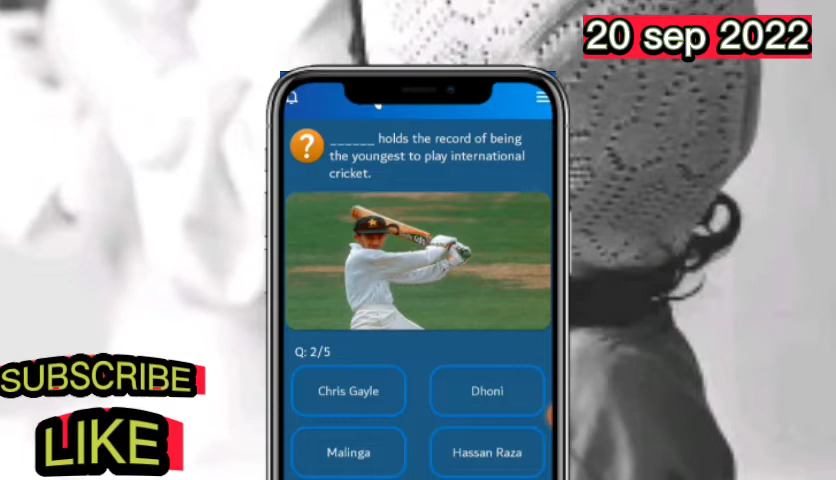 20 sep 2022
______ holds the record of being
the youngest to play international
cricket.
Q: 2/5
Chris Gayle
Dhoni
Malinga
Hassan Raza
SUBSCRIBE
LIKE